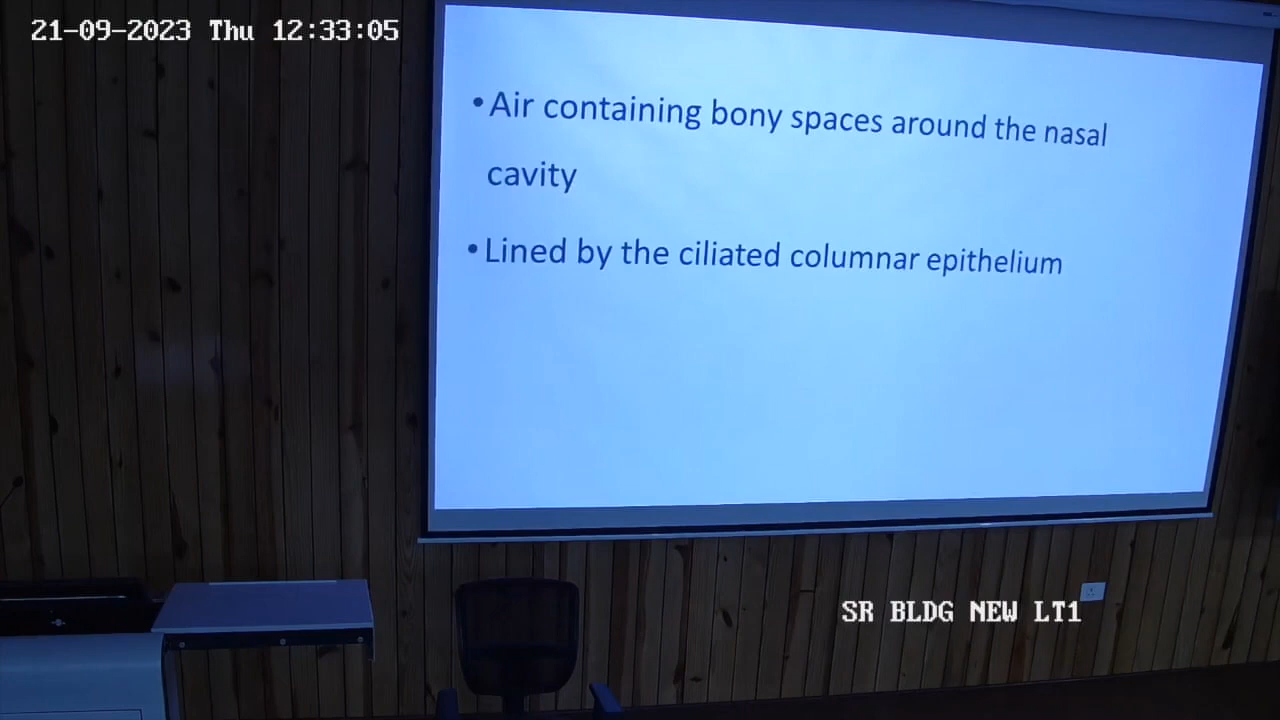 21-09-2023 Thu 12:33:05
•Air containing bony spaces around the nasal
cavity
•Lined by the ciliated columnar epithelium
SR BLDG NEW LT1